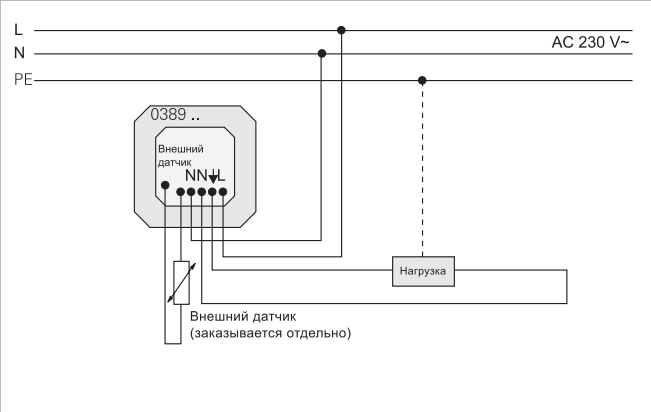 L
N
AC 230 V~
PE
0389 ..
Внешний
датчик
NN↓L
Нагрузка
Внешний датчик
(заказывается отдельно)